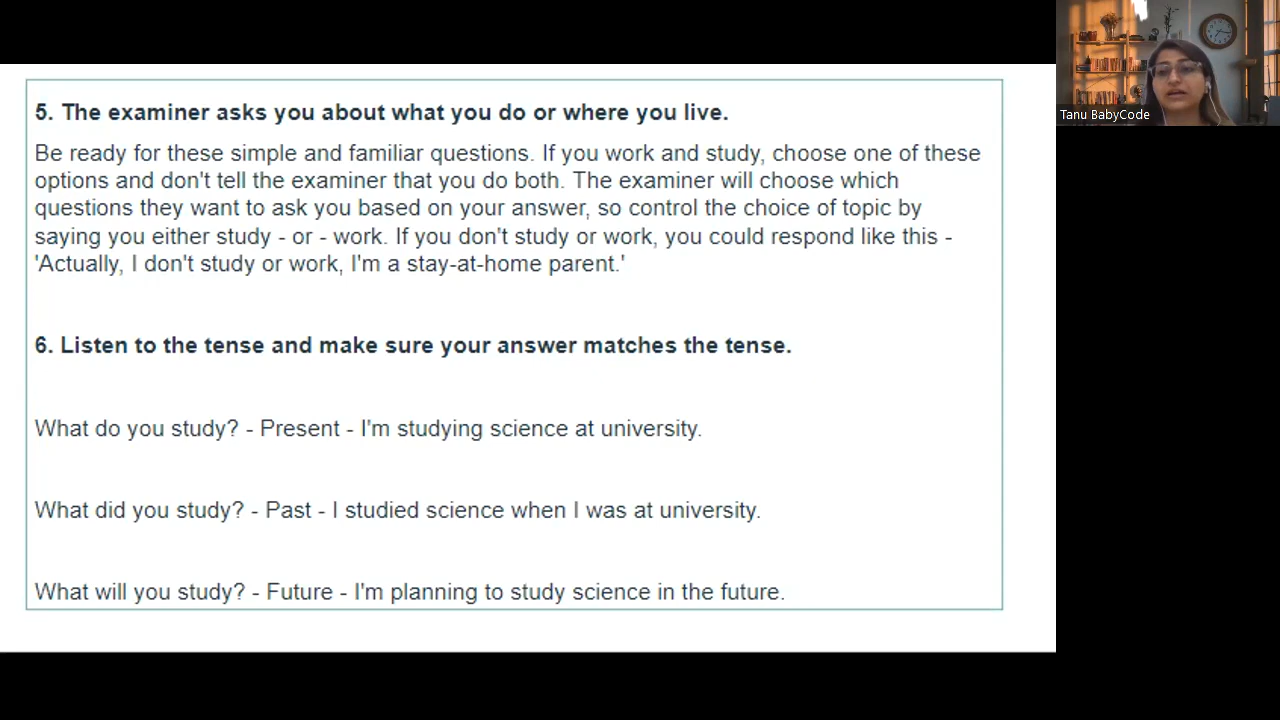 5. The examiner asks you about what you do or where you live.
Be ready for these simple and familiar questions. If you work and study, choose one of these
options and don't tell the examiner that you do both. The examiner will choose which
questions they want to ask you based on your answer, so control the choice of topic by
saying you either study - or - work. If you don't study or work, you could respond like this -
'Actually, I don't study or work, I'm a stay-at-home parent.'
6. Listen to the tense and make sure your answer matches the tense.
What do you study? - Present - I'm studying science at university.
What did you study? - Past - I studied science when I was at university.
What will you study? - Future - I'm planning to study science in the future.
Tanu BabyCode